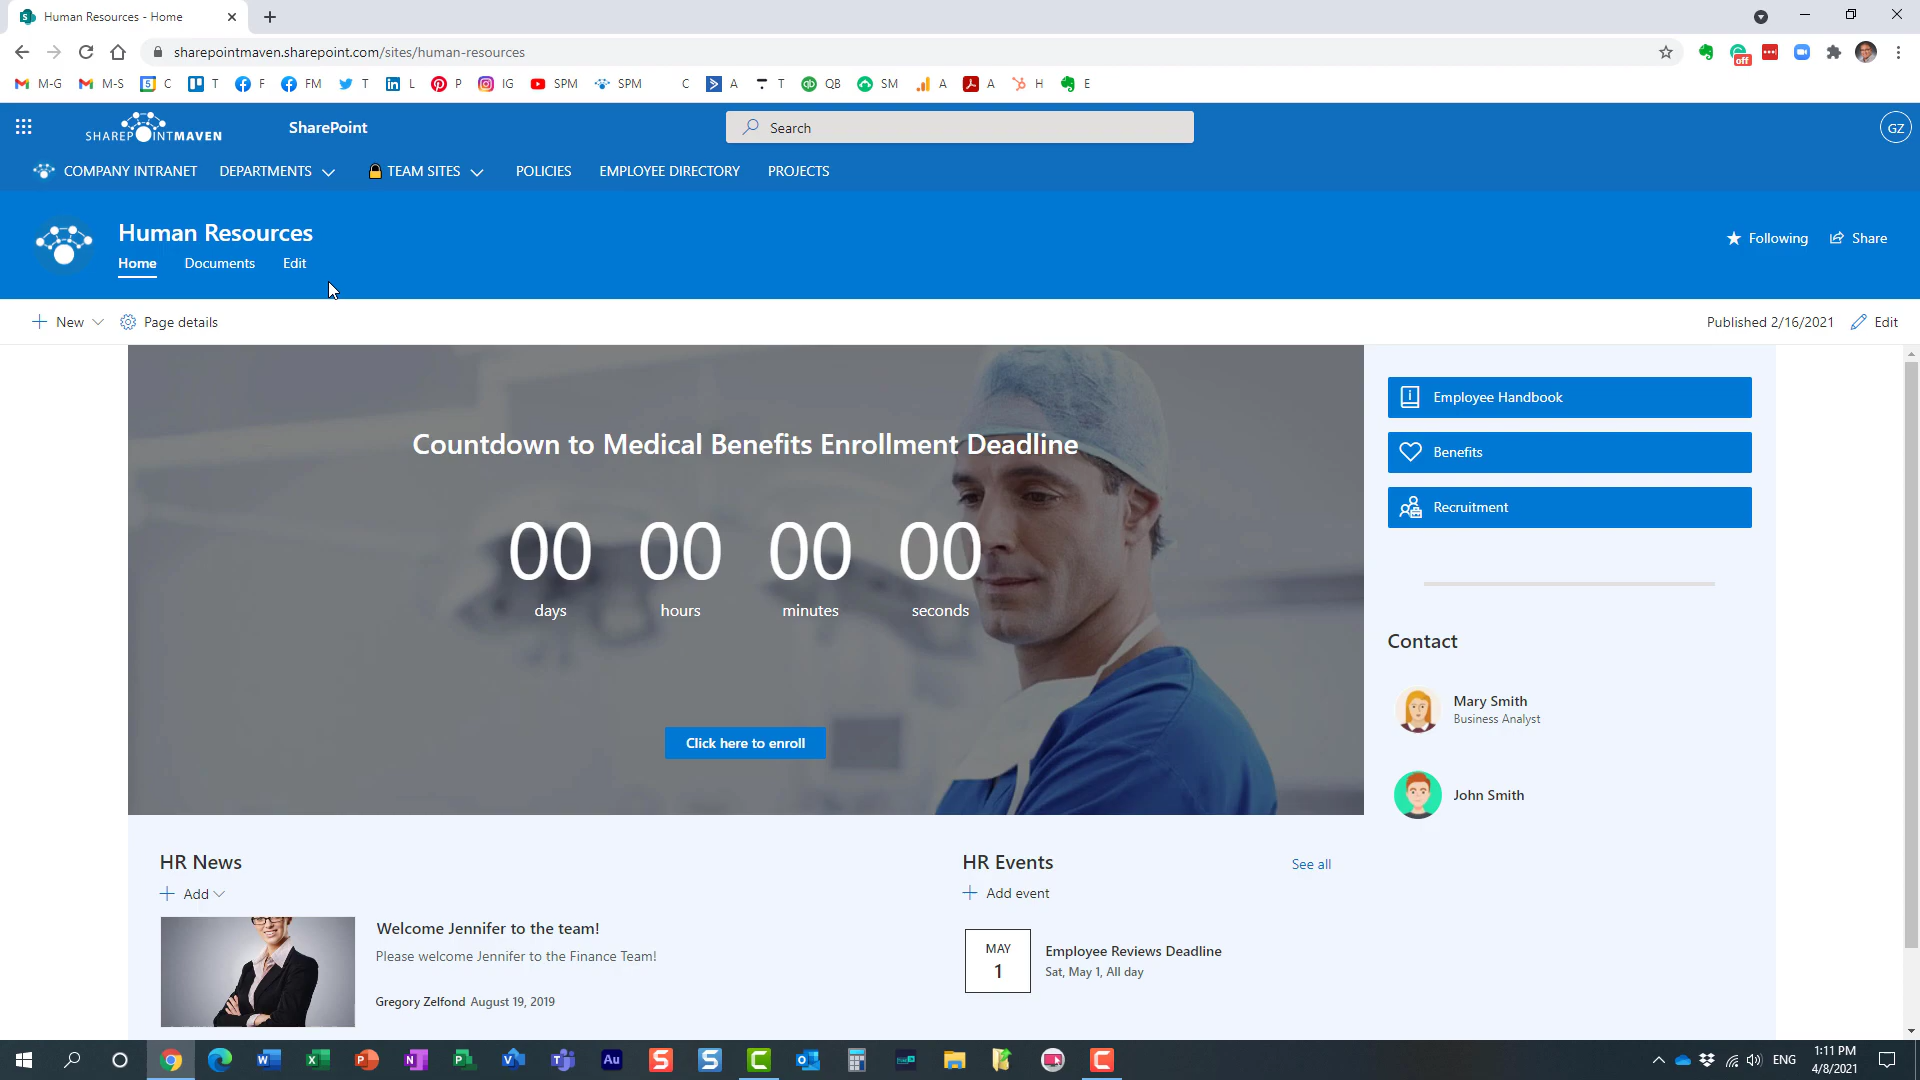 Human Resources - Home
sharepointmaven.sharepoint.com/sites/human-resources
off
M-G M-S C T F FM T L P IG SPM SPM C A T QB SM A A H E
SHAREPOINTMAVEN SharePoint Search GZ
COMPANY INTRANET DEPARTMENTS TEAM SITES POLICIES EMPLOYEE DIRECTORY PROJECTS
Human Resources
Following Share
Home Documents Edit
New Page details Published 2/16/2021 Edit
Countdown to Medical Benefits Enrollment Deadline
00 00 00 00
days hours minutes seconds
Click here to enroll
Employee Handbook
Benefits
Recruitment
Contact
Mary Smith
Business Analyst
John Smith
HR News
Add
Welcome Jennifer to the team!
Please welcome Jennifer to the Finance Team!
Gregory Zelfond August 19, 2019
HR Events See all
Add event
MAY
1
Employee Reviews Deadline
Sat, May 1, All day
ENG
1:11 PM
4/8/2021